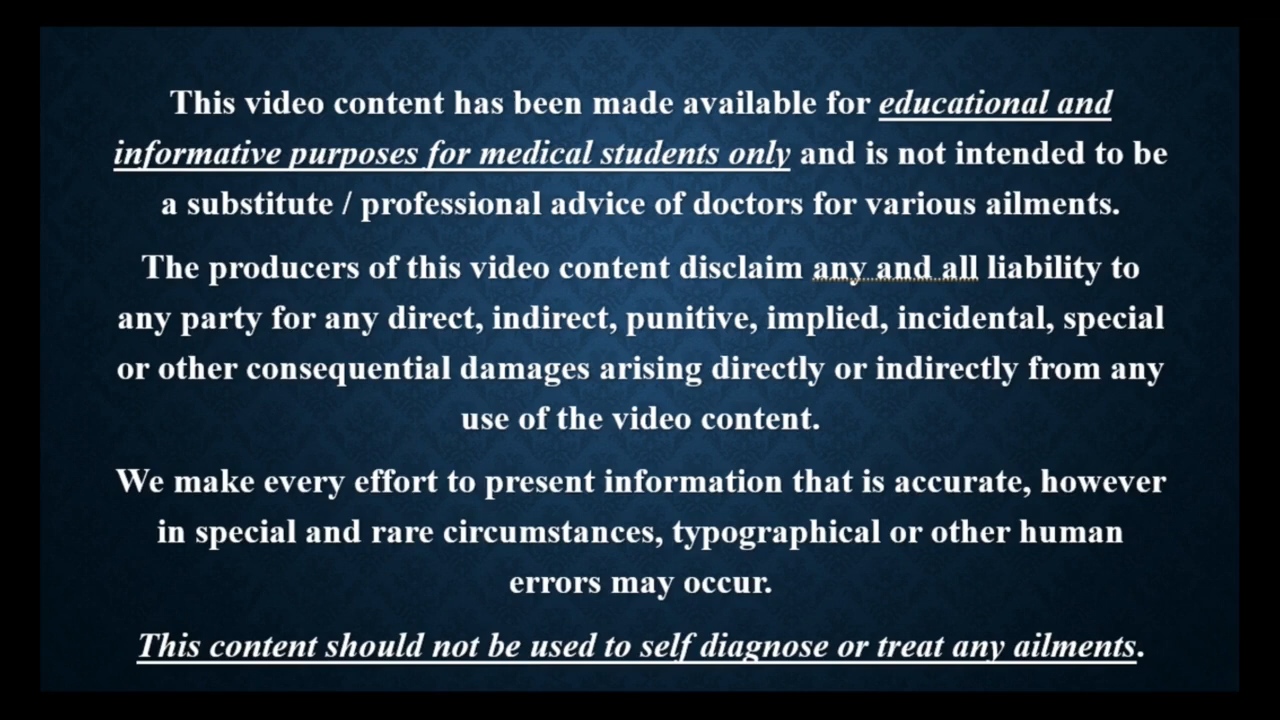 This video content has been made available for educational and
informative purposes for medical students only and is not intended to be
a substitute / professional advice of doctors for various ailments.
The producers of this video content disclaim any and all liability to
any party for any direct, indirect, punitive, implied, incidental, special
or other consequential damages arising directly or indirectly from any
use of the video content.
We make every effort to present information that is accurate, however
in special and rare circumstances, typographical or other human
errors may occur.
This content should not be used to self diagnose or treat any ailments.